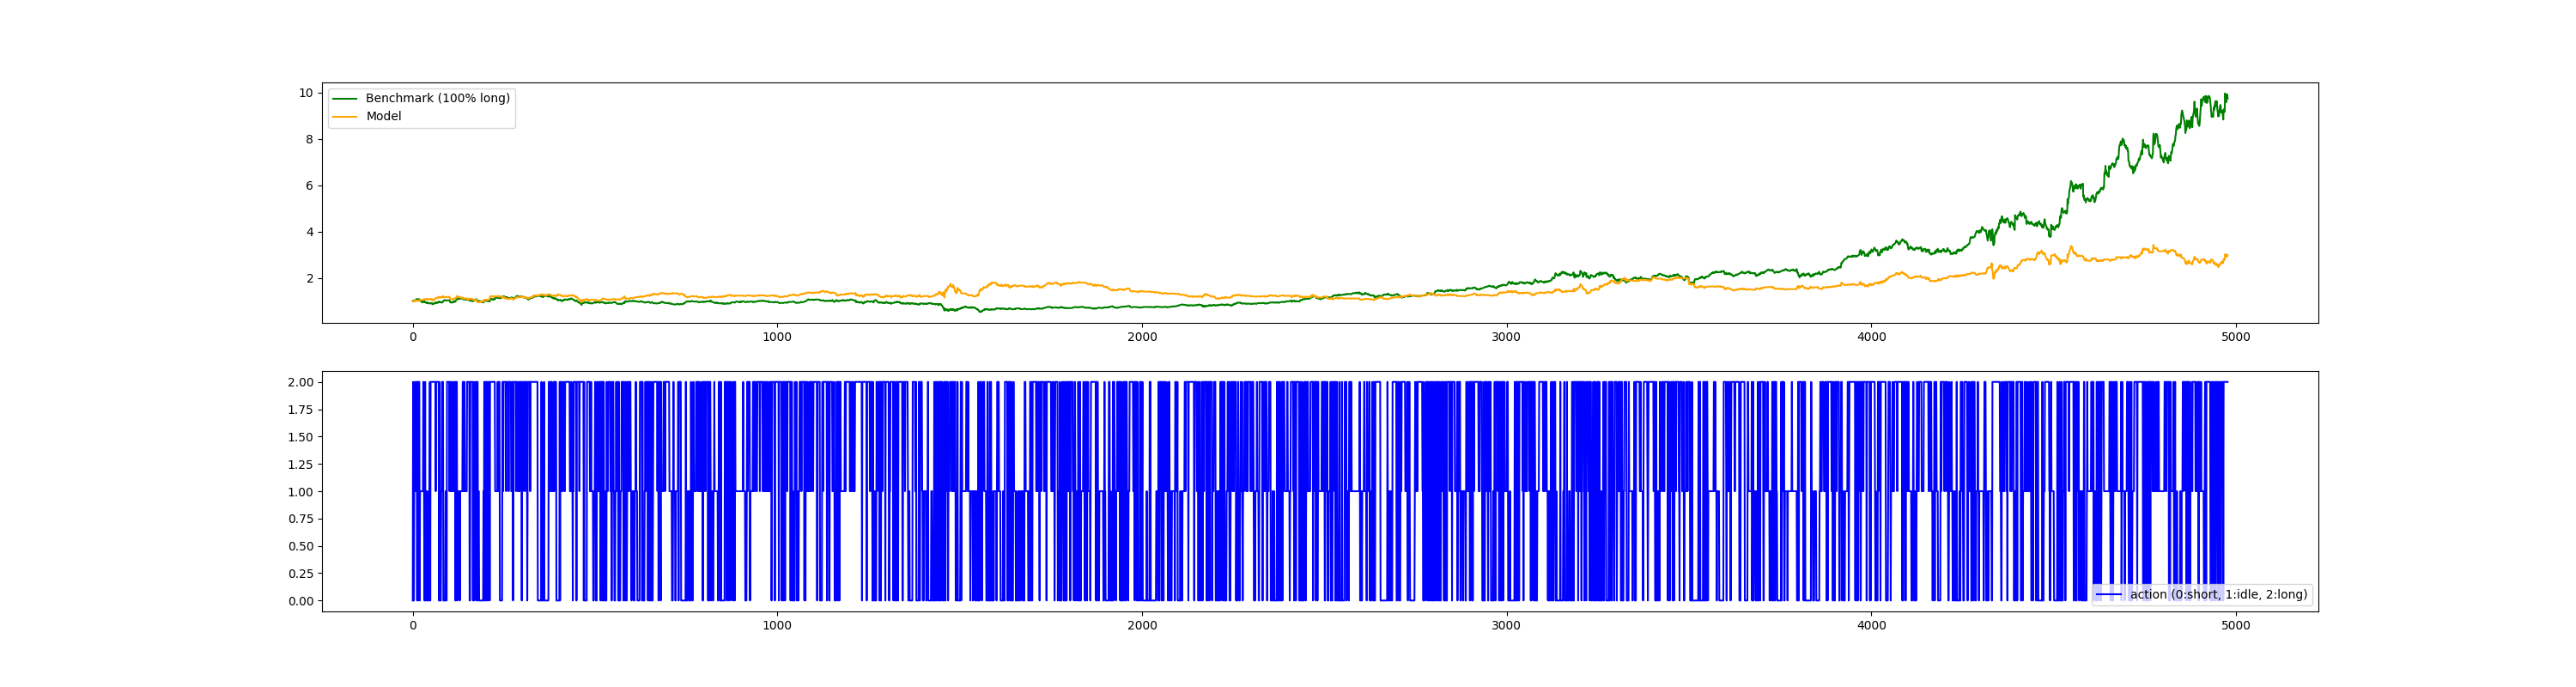 10
8
6
4
2
Benchmark (100% long)
Model
0 1000 2000 3000 4000 5000
2.00
1.75
1.50
1.25
1.00
0.75
0.50
0.25
0.00
action (0:short, 1:idle, 2:long)
0 1000 2000 3000 4000 5000